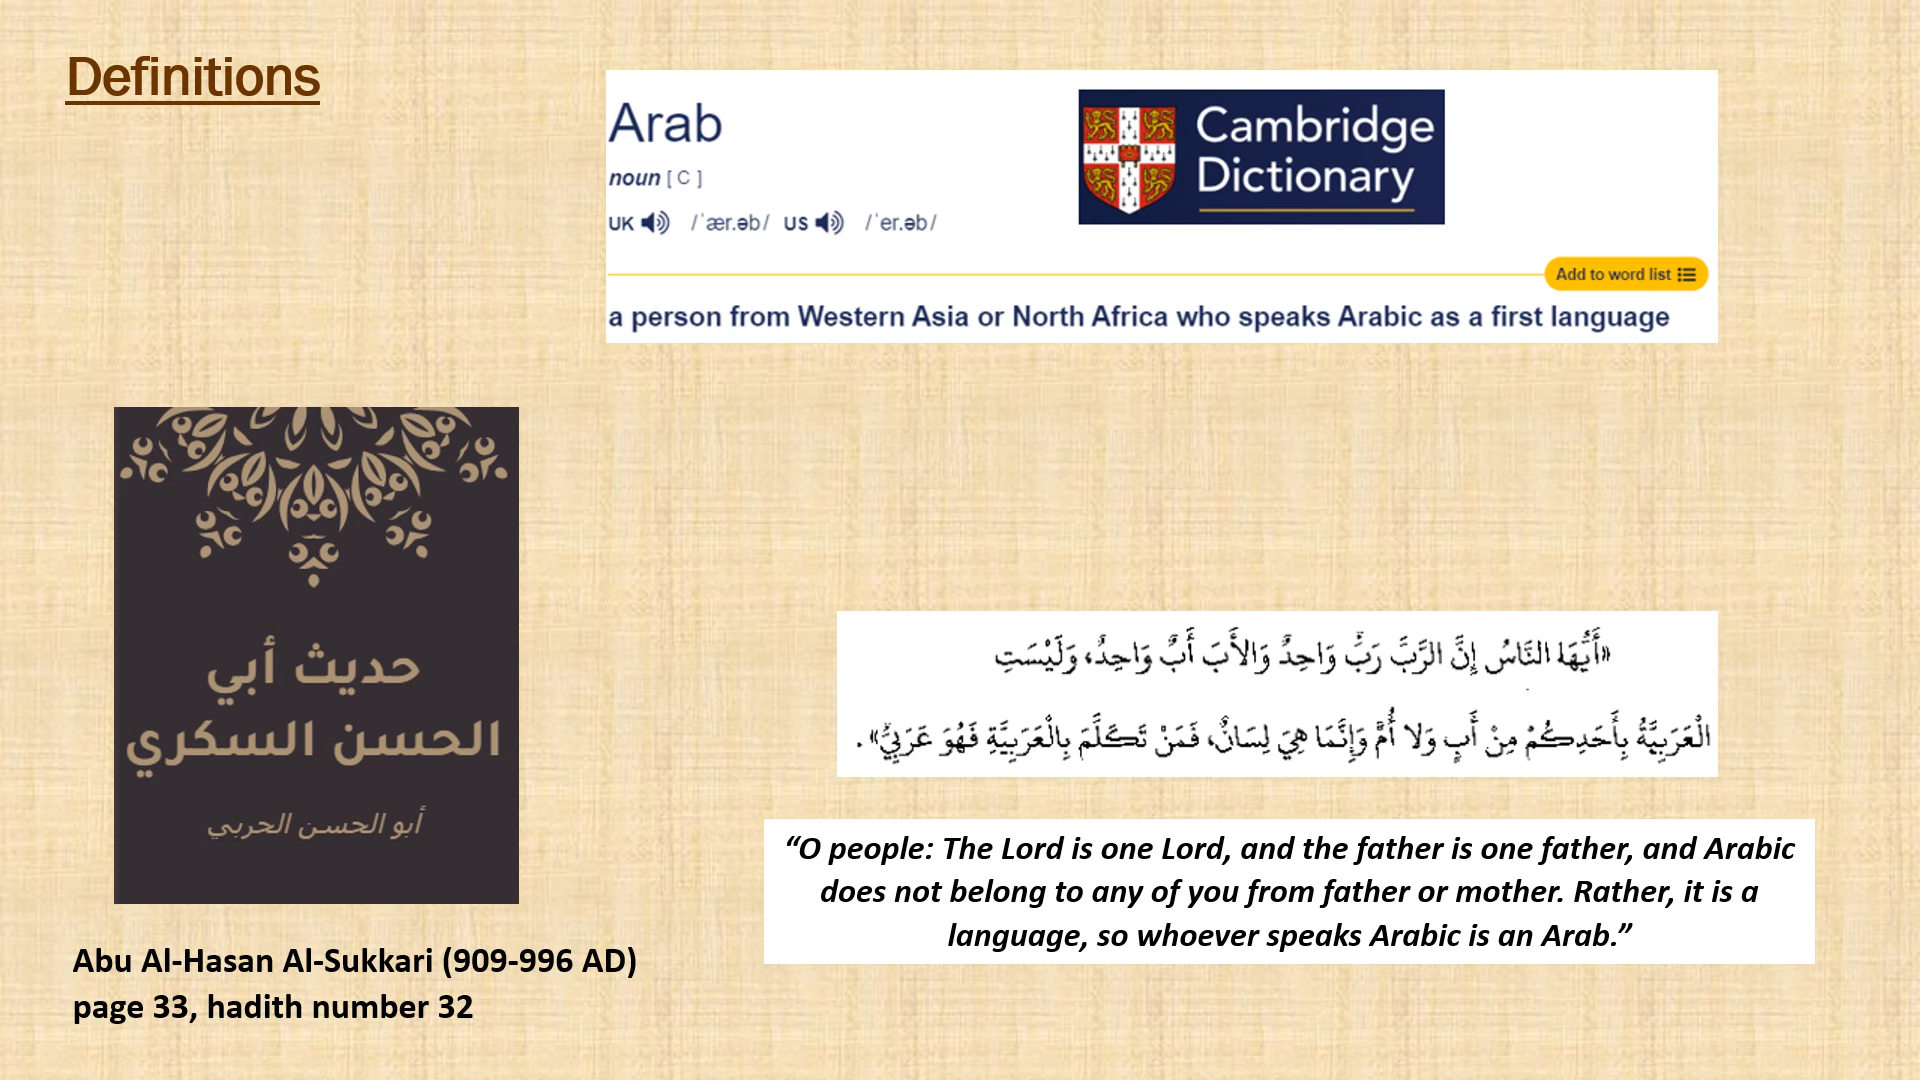 Definitions
Arab
Cambridge
Dictionary
noun [ C ]
UK /ˈær.əb/ US /ˈer.əb/
Add to word list
a person from Western Asia or North Africa who speaks Arabic as a first language
حديث أبي
الحسن السكري
أبو الحسن الحربي
«أَيُّهَا النَّاسُ إِنَّ الرَّبَّ رَبٌّ وَاحِدٌ وَالأَبَ أَبٌ وَاحِدٌ، وَلَيْسَتِ
الْعَرَبِيَّةُ بِأَحَدِكُمْ مِنْ أَبٍ وَلا أُمٍّ وَإِنَّمَا هِيَ لِسَانٌ، فَمَنْ تَكَلَّمَ بِالْعَرَبِيَّةِ فَهُوَ عَرَبِيٌّ» .
“O people: The Lord is one Lord, and the father is one father, and Arabic
does not belong to any of you from father or mother. Rather, it is a
language, so whoever speaks Arabic is an Arab.”
Abu Al-Hasan Al-Sukkari (909-996 AD)
page 33, hadith number 32